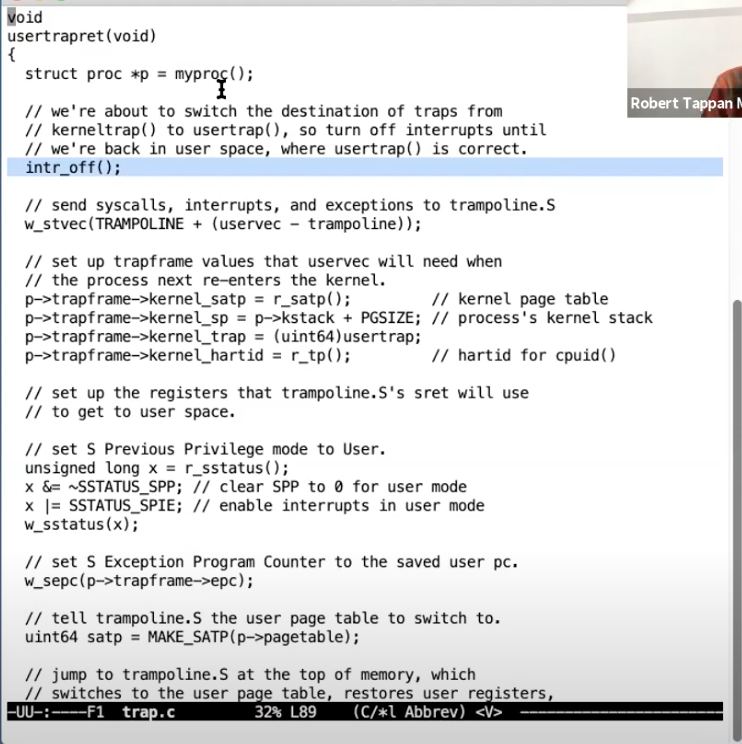 void
usertrapret(void)
{
  struct proc *p = myproc();

  // we're about to switch the destination of traps from
  // kerneltrap() to usertrap(), so turn off interrupts until
  // we're back in user space, where usertrap() is correct.
  intr_off();

  // send syscalls, interrupts, and exceptions to trampoline.S
  w_stvec(TRAMPOLINE + (uservec - trampoline));

  // set up trapframe values that uservec will need when
  // the process next re-enters the kernel.
  p->trapframe->kernel_satp = r_satp();         // kernel page table
  p->trapframe->kernel_sp = p->kstack + PGSIZE; // process's kernel stack
  p->trapframe->kernel_trap = (uint64)usertrap;
  p->trapframe->kernel_hartid = r_tp();         // hartid for cpuid()

  // set up the registers that trampoline.S's sret will use
  // to get to user space.

  // set S Previous Privilege mode to User.
  unsigned long x = r_sstatus();
  x &= ~SSTATUS_SPP; // clear SPP to 0 for user mode
  x |= SSTATUS_SPIE; // enable interrupts in user mode
  w_sstatus(x);

  // set S Exception Program Counter to the saved user pc.
  w_sepc(p->trapframe->epc);

  // tell trampoline.S the user page table to switch to.
  uint64 satp = MAKE_SATP(p->pagetable);

  // jump to trampoline.S at the top of memory, which
  // switches to the user page table, restores user registers,
-UU-:----F1  trap.c        32% L89    (C/*l Abbrev) <V>
Robert Tappan M